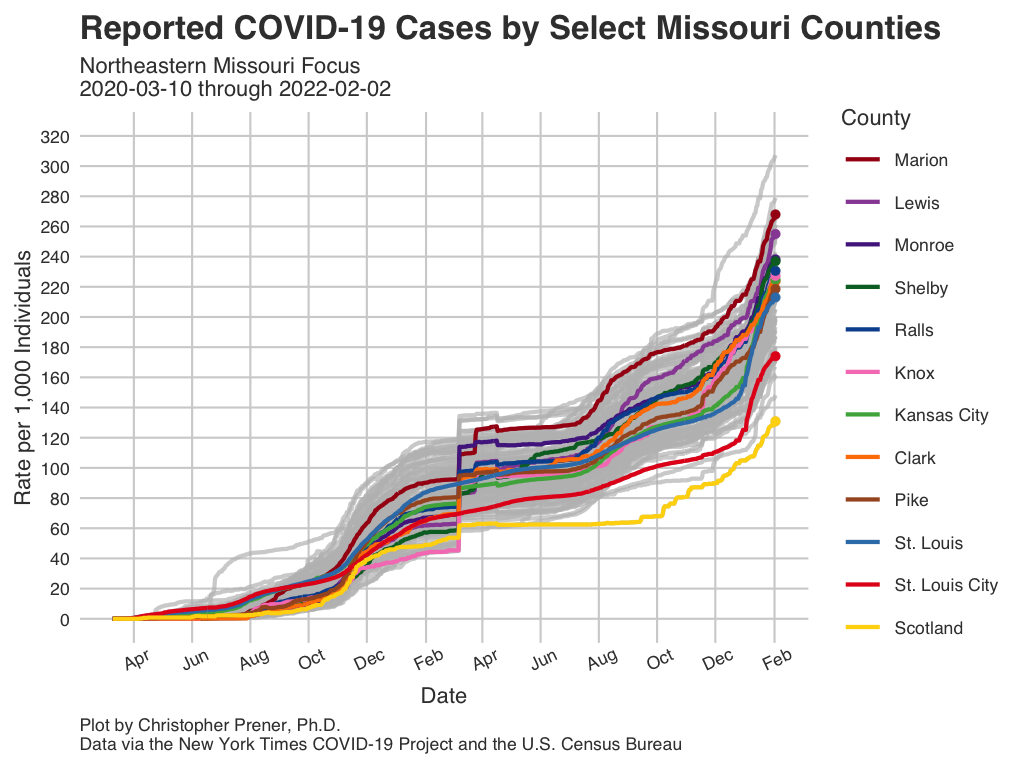 Reported COVID-19 Cases by Select Missouri Counties
Northeastern Missouri Focus
2020-03-10 through 2022-02-02
County
Marion
Lewis
Monroe
Shelby
Ralls
Knox
Kansas City
Clark
Pike
St. Louis
St. Louis City
Scotland
Rate per 1,000 Individuals
320
300
280
260
240
220
200
180
160
140
120
100
80
60
40
20
0
Apr Jun Aug Oct Dec Feb Apr Jun Aug Oct Dec Feb
Date
Plot by Christopher Prener, Ph.D.
Data via the New York Times COVID-19 Project and the U.S. Census Bureau